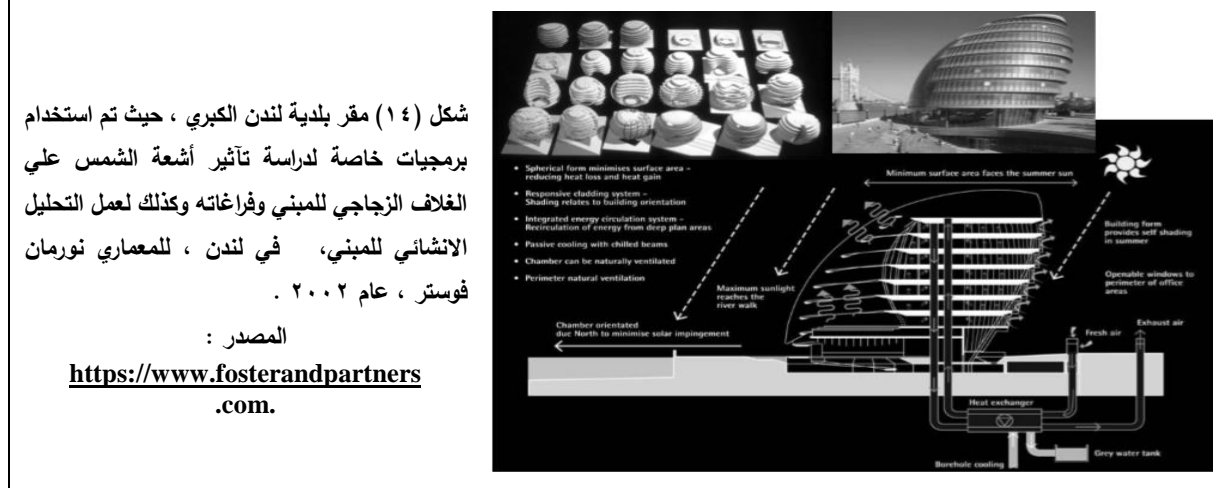 شكل (١٤) مقر بلدية لندن الكبري ، حيث تم استخدام
برمجيات خاصة لدراسة تآثير أشعة الشمس علي
الغلاف الزجاجي للمبني وفراغاته وكذلك لعمل التحليل
الانشائي للمبني، في لندن ، للمعماري نورمان
فوستر ، عام ٢٠٠٢ .
المصدر :
https://www.fosterandpartners
.com.
• Spherical form minimises surface area –
reducing heat loss and heat gain
• Responsive cladding system –
Shading relates to building orientation
• Integrated energy circulation system –
Recirculation of energy from deep plan areas
• Passive cooling with chilled beams
• Chamber can be naturally ventilated
• Perimeter natural ventilation
Minimum surface area faces the summer sun
Building form
provides self shading
in summer
Openable windows to
perimeter of office
areas
Maximum sunlight
reaches the
river walk
Chamber orientated
due North to minimise solar impingement
Fresh air
Exhaust air
Heat exchanger
Grey water tank
Borehole cooling